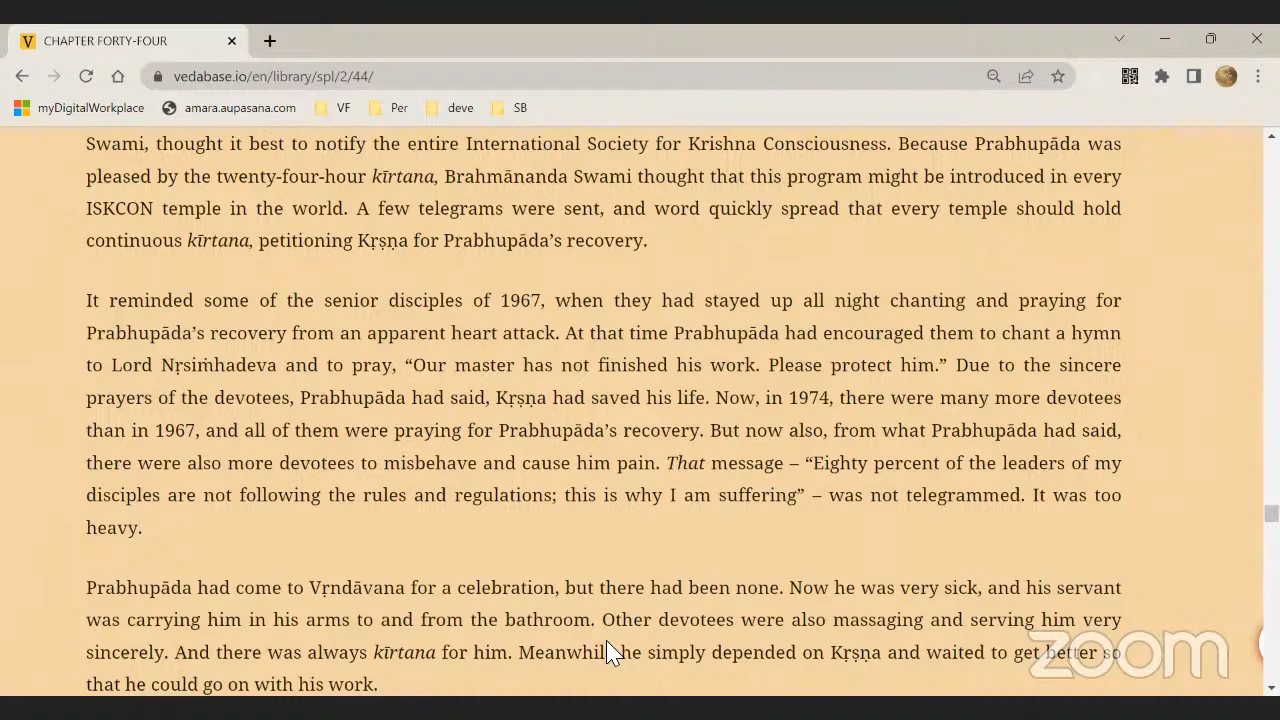 CHAPTER FORTY-FOUR
vedabase.io/en/library/spl/2/44/
myDigitalWorkplace amara.aupasana.com VF Per deve SB
Swami, thought it best to notify the entire International Society for Krishna Consciousness. Because Prabhupāda was
pleased by the twenty-four-hour kīrtana, Brahmānanda Swami thought that this program might be introduced in every
ISKCON temple in the world. A few telegrams were sent, and word quickly spread that every temple should hold
continuous kīrtana, petitioning Kṛṣṇa for Prabhupāda’s recovery.
It reminded some of the senior disciples of 1967, when they had stayed up all night chanting and praying for
Prabhupāda’s recovery from an apparent heart attack. At that time Prabhupāda had encouraged them to chant a hymn
to Lord Nṛsiṁhadeva and to pray, “Our master has not finished his work. Please protect him.” Due to the sincere
prayers of the devotees, Prabhupāda had said, Kṛṣṇa had saved his life. Now, in 1974, there were many more devotees
than in 1967, and all of them were praying for Prabhupāda’s recovery. But now also, from what Prabhupāda had said,
there were also more devotees to misbehave and cause him pain. That message – “Eighty percent of the leaders of my
disciples are not following the rules and regulations; this is why I am suffering” – was not telegrammed. It was too
heavy.
Prabhupāda had come to Vṛndāvana for a celebration, but there had been none. Now he was very sick, and his servant
was carrying him in his arms to and from the bathroom. Other devotees were also massaging and serving him very
sincerely. And there was always kīrtana for him. Meanwhile he simply depended on Kṛṣṇa and waited to get better so
that he could go on with his work.
zoom